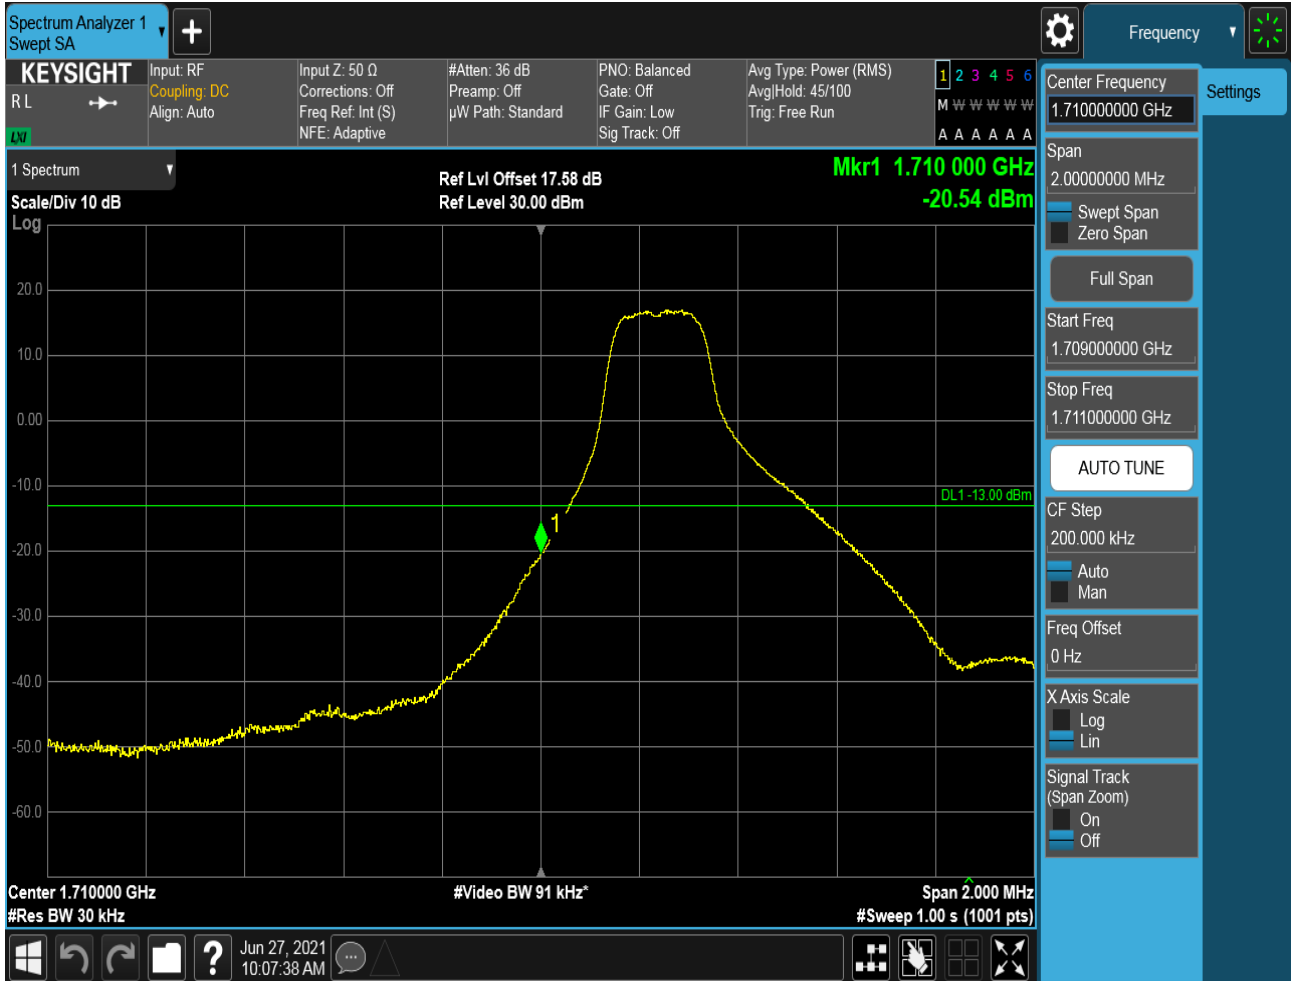 Spectrum Analyzer 1
Swept SA
Frequency
KEYSIGHT
R L
LXI
Input: RF
Coupling: DC
Align: Auto
Input Z: 50 Ω
Corrections: Off
Freq Ref: Int (S)
NFE: Adaptive
#Atten: 36 dB
Preamp: Off
µW Path: Standard
PNO: Balanced
Gate: Off
IF Gain: Low
Sig Track: Off
Avg Type: Power (RMS)
Avg|Hold: 45/100
Trig: Free Run
1 2 3 4 5 6
M W W W W W
A A A A A A
1 Spectrum
Scale/Div 10 dB
Log
Ref Lvl Offset 17.58 dB
Ref Level 30.00 dBm
Mkr1 1.710 000 GHz
-20.54 dBm
20.0
10.0
0.00
-10.0
-20.0
-30.0
-40.0
-50.0
-60.0
DL1 -13.00 dBm
1
Center 1.710000 GHz
#Res BW 30 kHz
#Video BW 91 kHz*
Span 2.000 MHz
#Sweep 1.00 s (1001 pts)
Center Frequency
1.710000000 GHz
Settings
Span
2.00000000 MHz
Swept Span
Zero Span
Full Span
Start Freq
1.709000000 GHz
Stop Freq
1.711000000 GHz
AUTO TUNE
CF Step
200.000 kHz
Auto
Man
Freq Offset
0 Hz
X Axis Scale
Log
Lin
Signal Track
(Span Zoom)
On
Off
?
Jun 27, 2021
10:07:38 AM